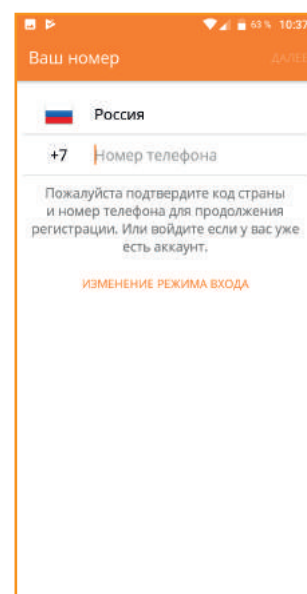 63 % 10:37
Ваш номер ДАЛЕЕ
Россия
+7 Номер телефона
Пожалуйста подтвердите код страны
и номер телефона для продолжения
регистрации. Или войдите если у вас уже
есть аккаунт.
ИЗМЕНЕНИЕ РЕЖИМА ВХОДА